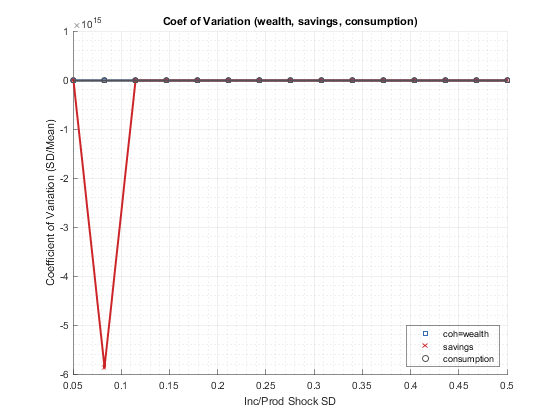 ×10^15
Coef of Variation (wealth, savings, consumption)
1
0
-1
-2
-3
-4
-5
-6
Coefficient of Variation (SD/Mean)
coh=wealth
savings
consumption
0.05 0.1 0.15 0.2 0.25 0.3 0.35 0.4 0.45 0.5
Inc/Prod Shock SD